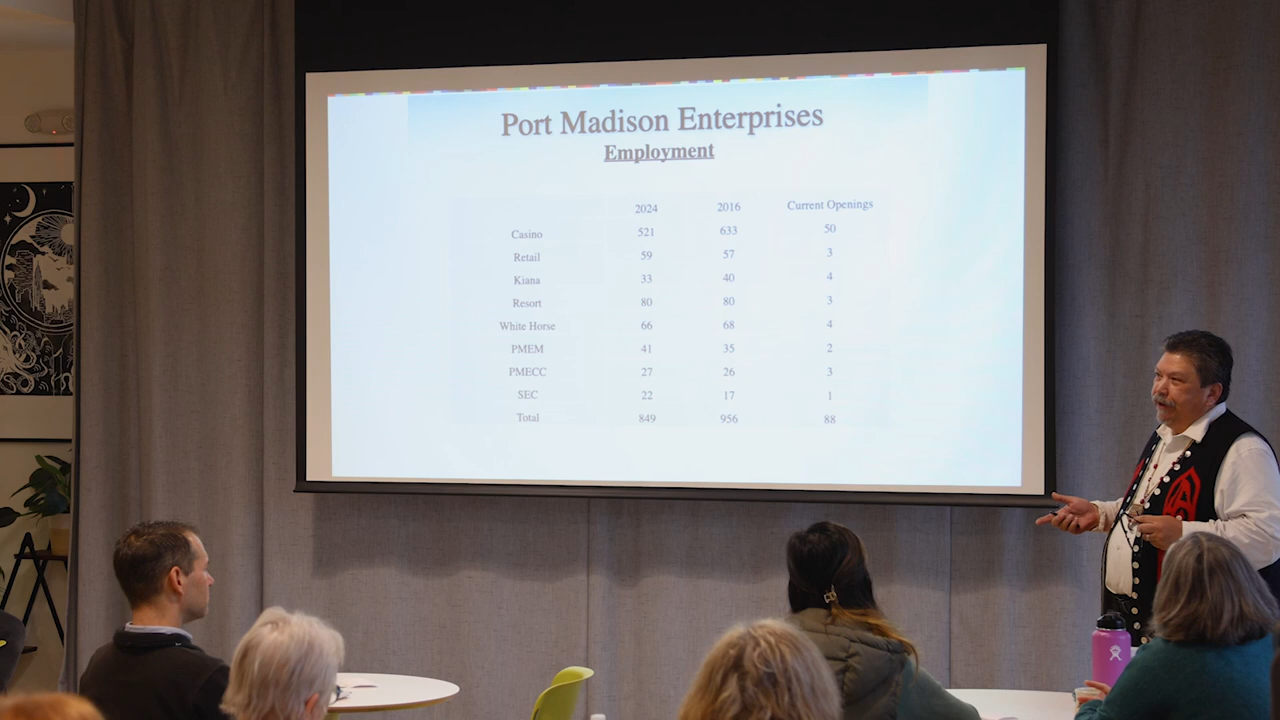 Port Madison Enterprises
Employment
2024 2016 Current Openings
Casino 521 633 50
Retail 59 57 3
Kiana 33 40 4
Resort 80 80 3
White Horse 66 68 4
PMEM 41 35 2
PMECC 27 26 3
SEC 22 17 1
Total 849 956 88